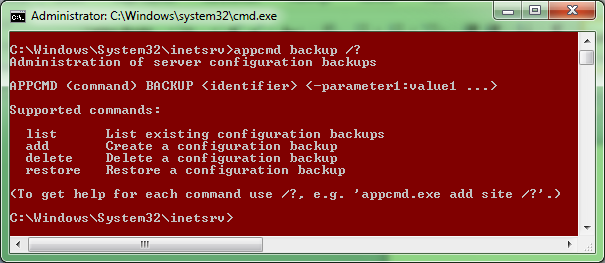 Administrator: C:\Windows\system32\cmd.exe
C:\Windows\System32\inetsrv>appcmd backup /?
Administration of server configuration backups
APPCMD <command> BACKUP <identifier> <-parameter1:value1 ...>
Supported commands:
list List existing configuration backups
add Create a configuration backup
delete Delete a configuration backup
restore Restore a configuration backup
(To get help for each command use /?, e.g. 'appcmd.exe add site /?'.)
C:\Windows\System32\inetsrv>